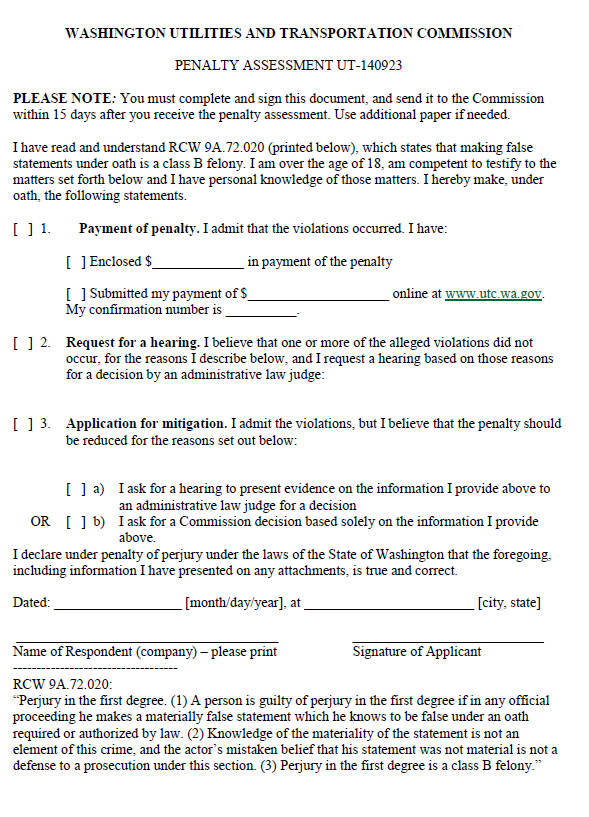 WASHINGTON UTILITIES AND TRANSPORTATION COMMISSION
PENALTY ASSESSMENT UT-140923
PLEASE NOTE: You must complete and sign this document, and send it to the Commission
within 15 days after you receive the penalty assessment. Use additional paper if needed.
I have read and understand RCW 9A.72.020 (printed below), which states that making false
statements under oath is a class B felony. I am over the age of 18, am competent to testify to the
matters set forth below and I have personal knowledge of those matters. I hereby make, under
oath, the following statements.
[ ] 1. Payment of penalty. I admit that the violations occurred. I have:
[ ] Enclosed $______________ in payment of the penalty
[ ] Submitted my payment of $_____________________ online at www.utc.wa.gov.
My confirmation number is ___________.
[ ] 2. Request for a hearing. I believe that one or more of the alleged violations did not
occur, for the reasons I describe below, and I request a hearing based on those reasons
for a decision by an administrative law judge:
[ ] 3. Application for mitigation. I admit the violations, but I believe that the penalty should
be reduced for the reasons set out below:
[ ] a) I ask for a hearing to present evidence on the information I provide above to
an administrative law judge for a decision
OR [ ] b) I ask for a Commission decision based solely on the information I provide
above.
I declare under penalty of perjury under the laws of the State of Washington that the foregoing,
including information I have presented on any attachments, is true and correct.
Dated: ___________________ [month/day/year], at _________________________ [city, state]
_______________________________________ ____________________________
Name of Respondent (company) – please print Signature of Applicant
-----------------------------------
RCW 9A.72.020:
“Perjury in the first degree. (1) A person is guilty of perjury in the first degree if in any official
proceeding he makes a materially false statement which he knows to be false under an oath
required or authorized by law. (2) Knowledge of the materiality of the statement is not an
element of this crime, and the actor’s mistaken belief that his statement was not material is not a
defense to a prosecution under this section. (3) Perjury in the first degree is a class B felony.”